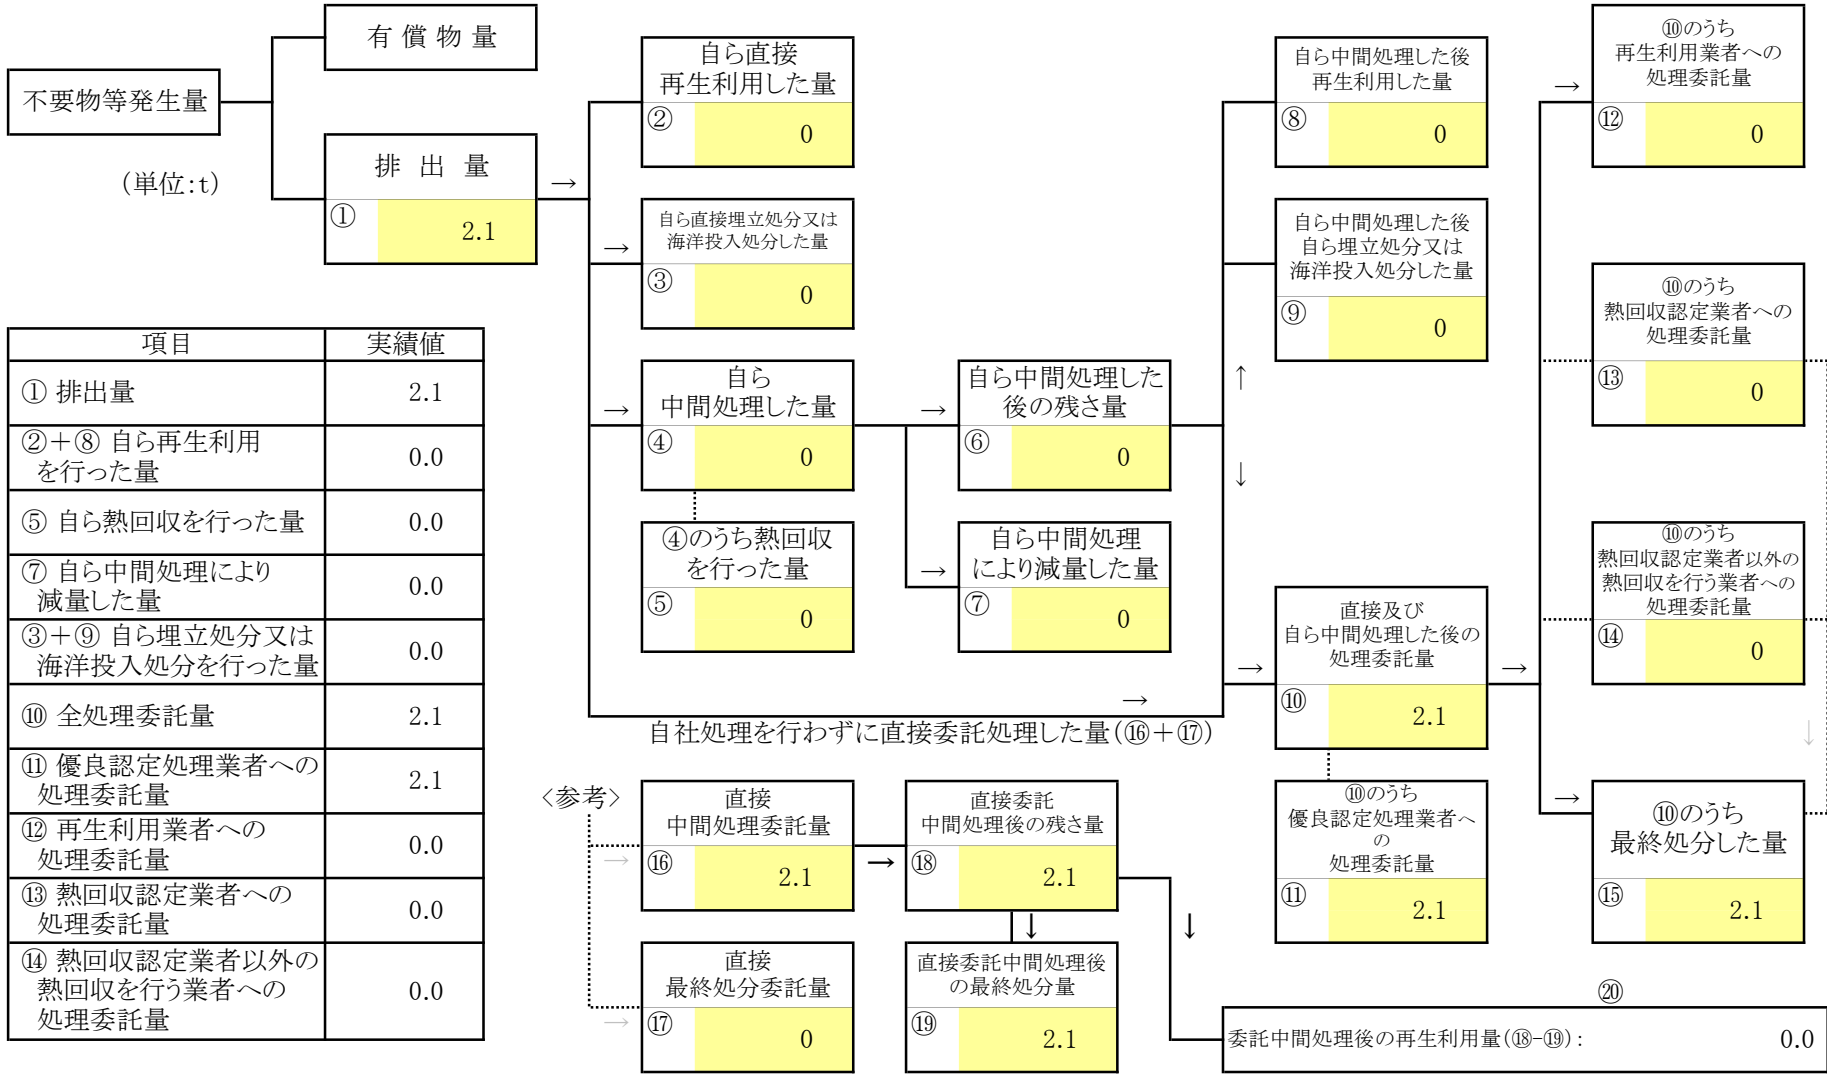 不要物等発生量
(単位:t)
有 償 物 量
排 出 量
→
① 2.1
自ら直接
再生利用した量
② 0
→
自ら直接埋立処分又は
海洋投入処分した量
③ 0
→
自ら
中間処理した量
④ 0
④のうち熱回収
を行った量
⑤ 0
→
自ら中間処理した
後の残さ量
⑥ 0
→
自ら中間処理
により減量した量
⑦ 0
自ら中間処理した後
再生利用した量
⑧ 0
自ら中間処理した後
自ら埋立処分又は
海洋投入処分した量
⑨ 0
↑
↓
→
自社処理を行わずに直接委託処理した量(⑯+⑰)
→
直接及び
自ら中間処理した後の
処理委託量
⑩ 2.1
→
⑩のうち
優良認定処理業者へ
の
処理委託量
⑪ 2.1
→
⑩のうち
再生利用業者への
処理委託量
⑫ 0
⑩のうち
熱回収認定業者への
処理委託量
⑬ 0
⑩のうち
熱回収認定業者以外の
熱回収を行う業者への
処理委託量
⑭ 0
↓
→
⑩のうち
最終処分した量
⑮ 2.1
項目 実績値
① 排出量 2.1
②+⑧ 自ら再生利用
を行った量 0.0
⑤ 自ら熱回収を行った量 0.0
⑦ 自ら中間処理により
減量した量 0.0
③+⑨ 自ら埋立処分又は
海洋投入処分を行った量 0.0
⑩ 全処理委託量 2.1
⑪ 優良認定処理業者への
処理委託量 2.1
⑫ 再生利用業者への
処理委託量 0.0
⑬ 熱回収認定業者への
処理委託量 0.0
⑭ 熱回収認定業者以外の
熱回収を行う業者への
処理委託量 0.0
<参考>
→
直接
中間処理委託量
⑯ 2.1
→
直接
最終処分委託量
⑰ 0
→
直接委託
中間処理後の残さ量
⑱ 2.1
↓
直接委託中間処理後
の最終処分量
⑲ 2.1
↓
⑳
委託中間処理後の再生利用量(⑱-⑲): 0.0